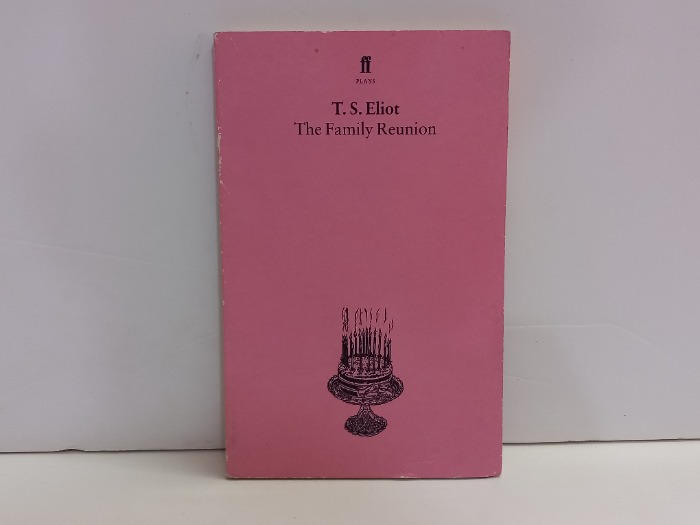 ff
PLAYS
T. S. Eliot
The Family Reunion